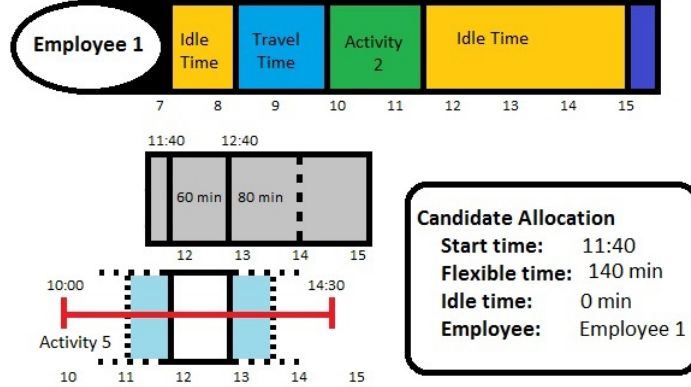 Employee 1
Idle Time
Travel Time
Activity 2
Idle Time
7 8 9 10 11 12 13 14 15
11:40 12:40
60 min 80 min
12 13 14 15
10:00 14:30
Activity 5
10 11 12 13 14 15
Candidate Allocation
Start time: 11:40
Flexible time: 140 min
Idle time: 0 min
Employee: Employee 1